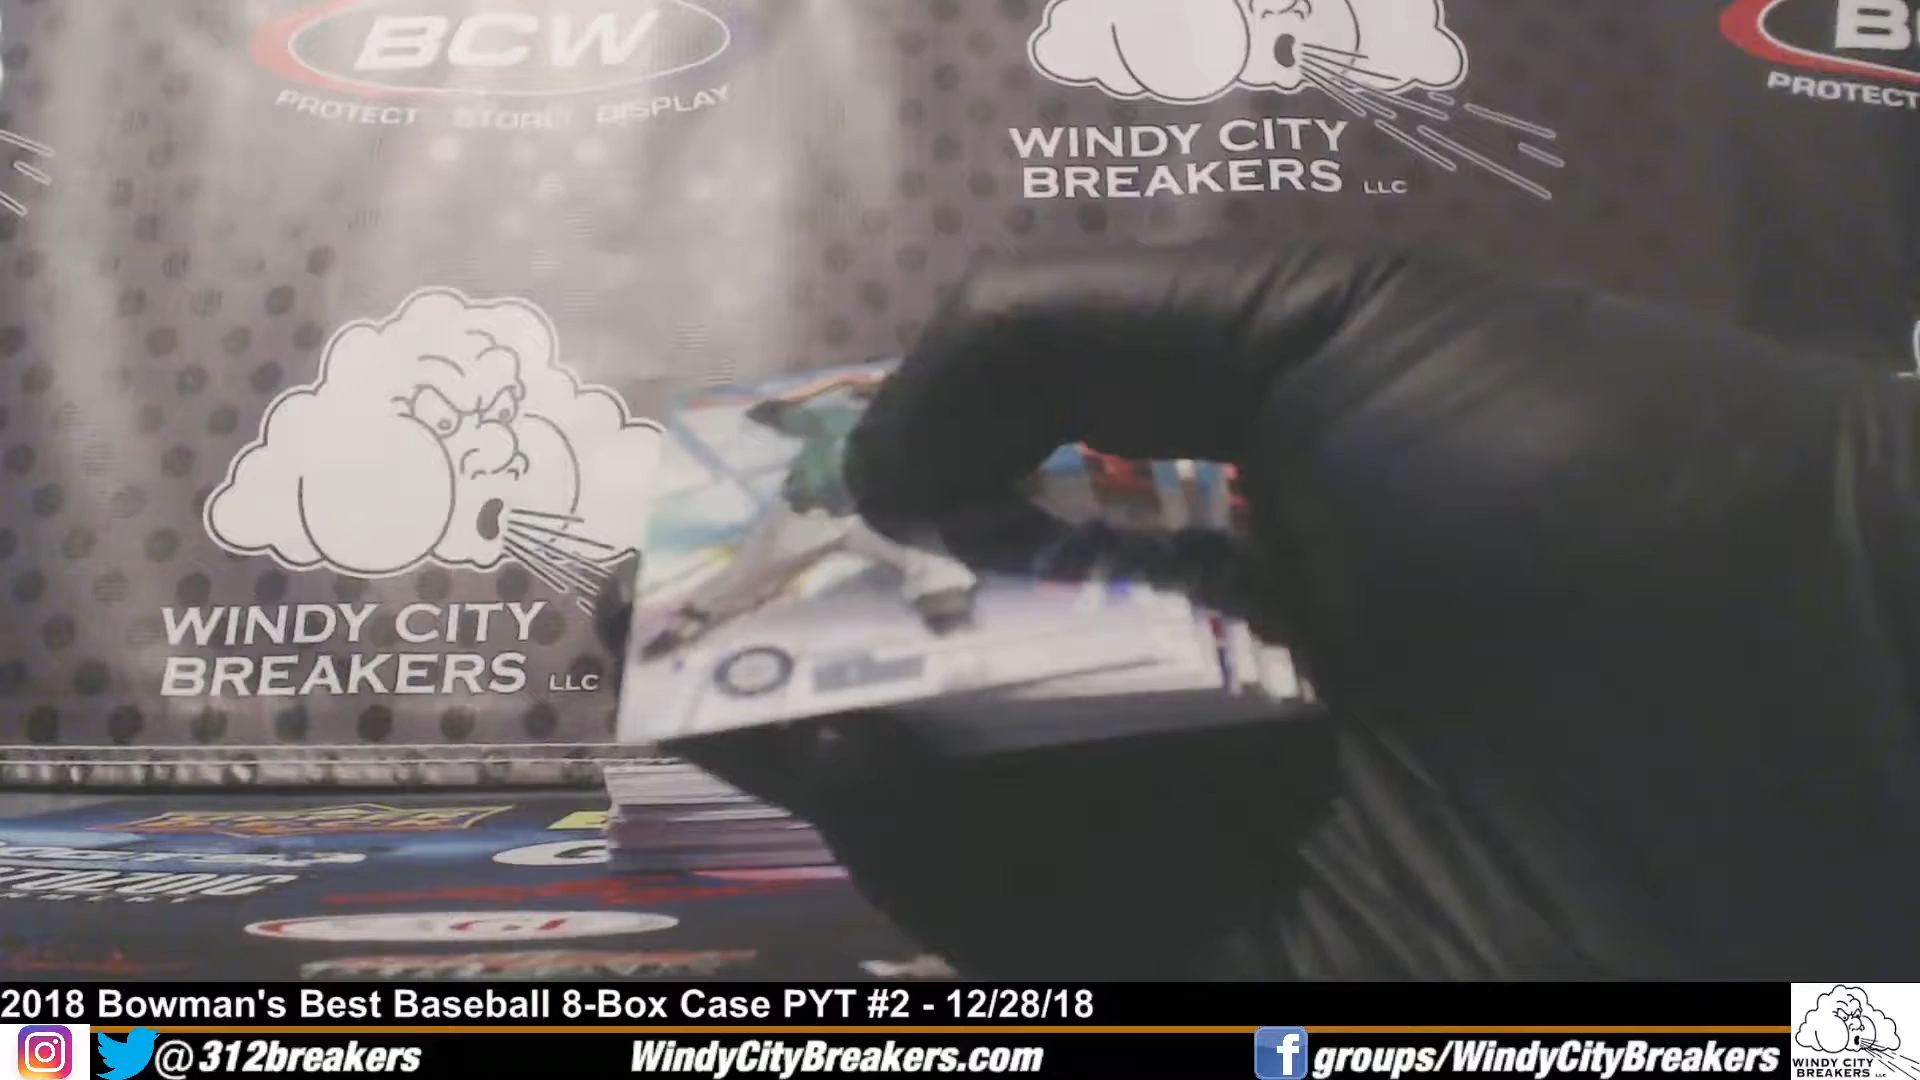 BCW
PROTECT STORE DISPLAY
WINDY CITY
BREAKERS LLC
PROTECT
WINDY CITY
BREAKERS LLC
2018 Bowman's Best Baseball 8-Box Case PYT #2 - 12/28/18
@312breakers
WindyCityBreakers.com
f groups/WindyCityBreakers
WINDY CITY
BREAKERS LLC